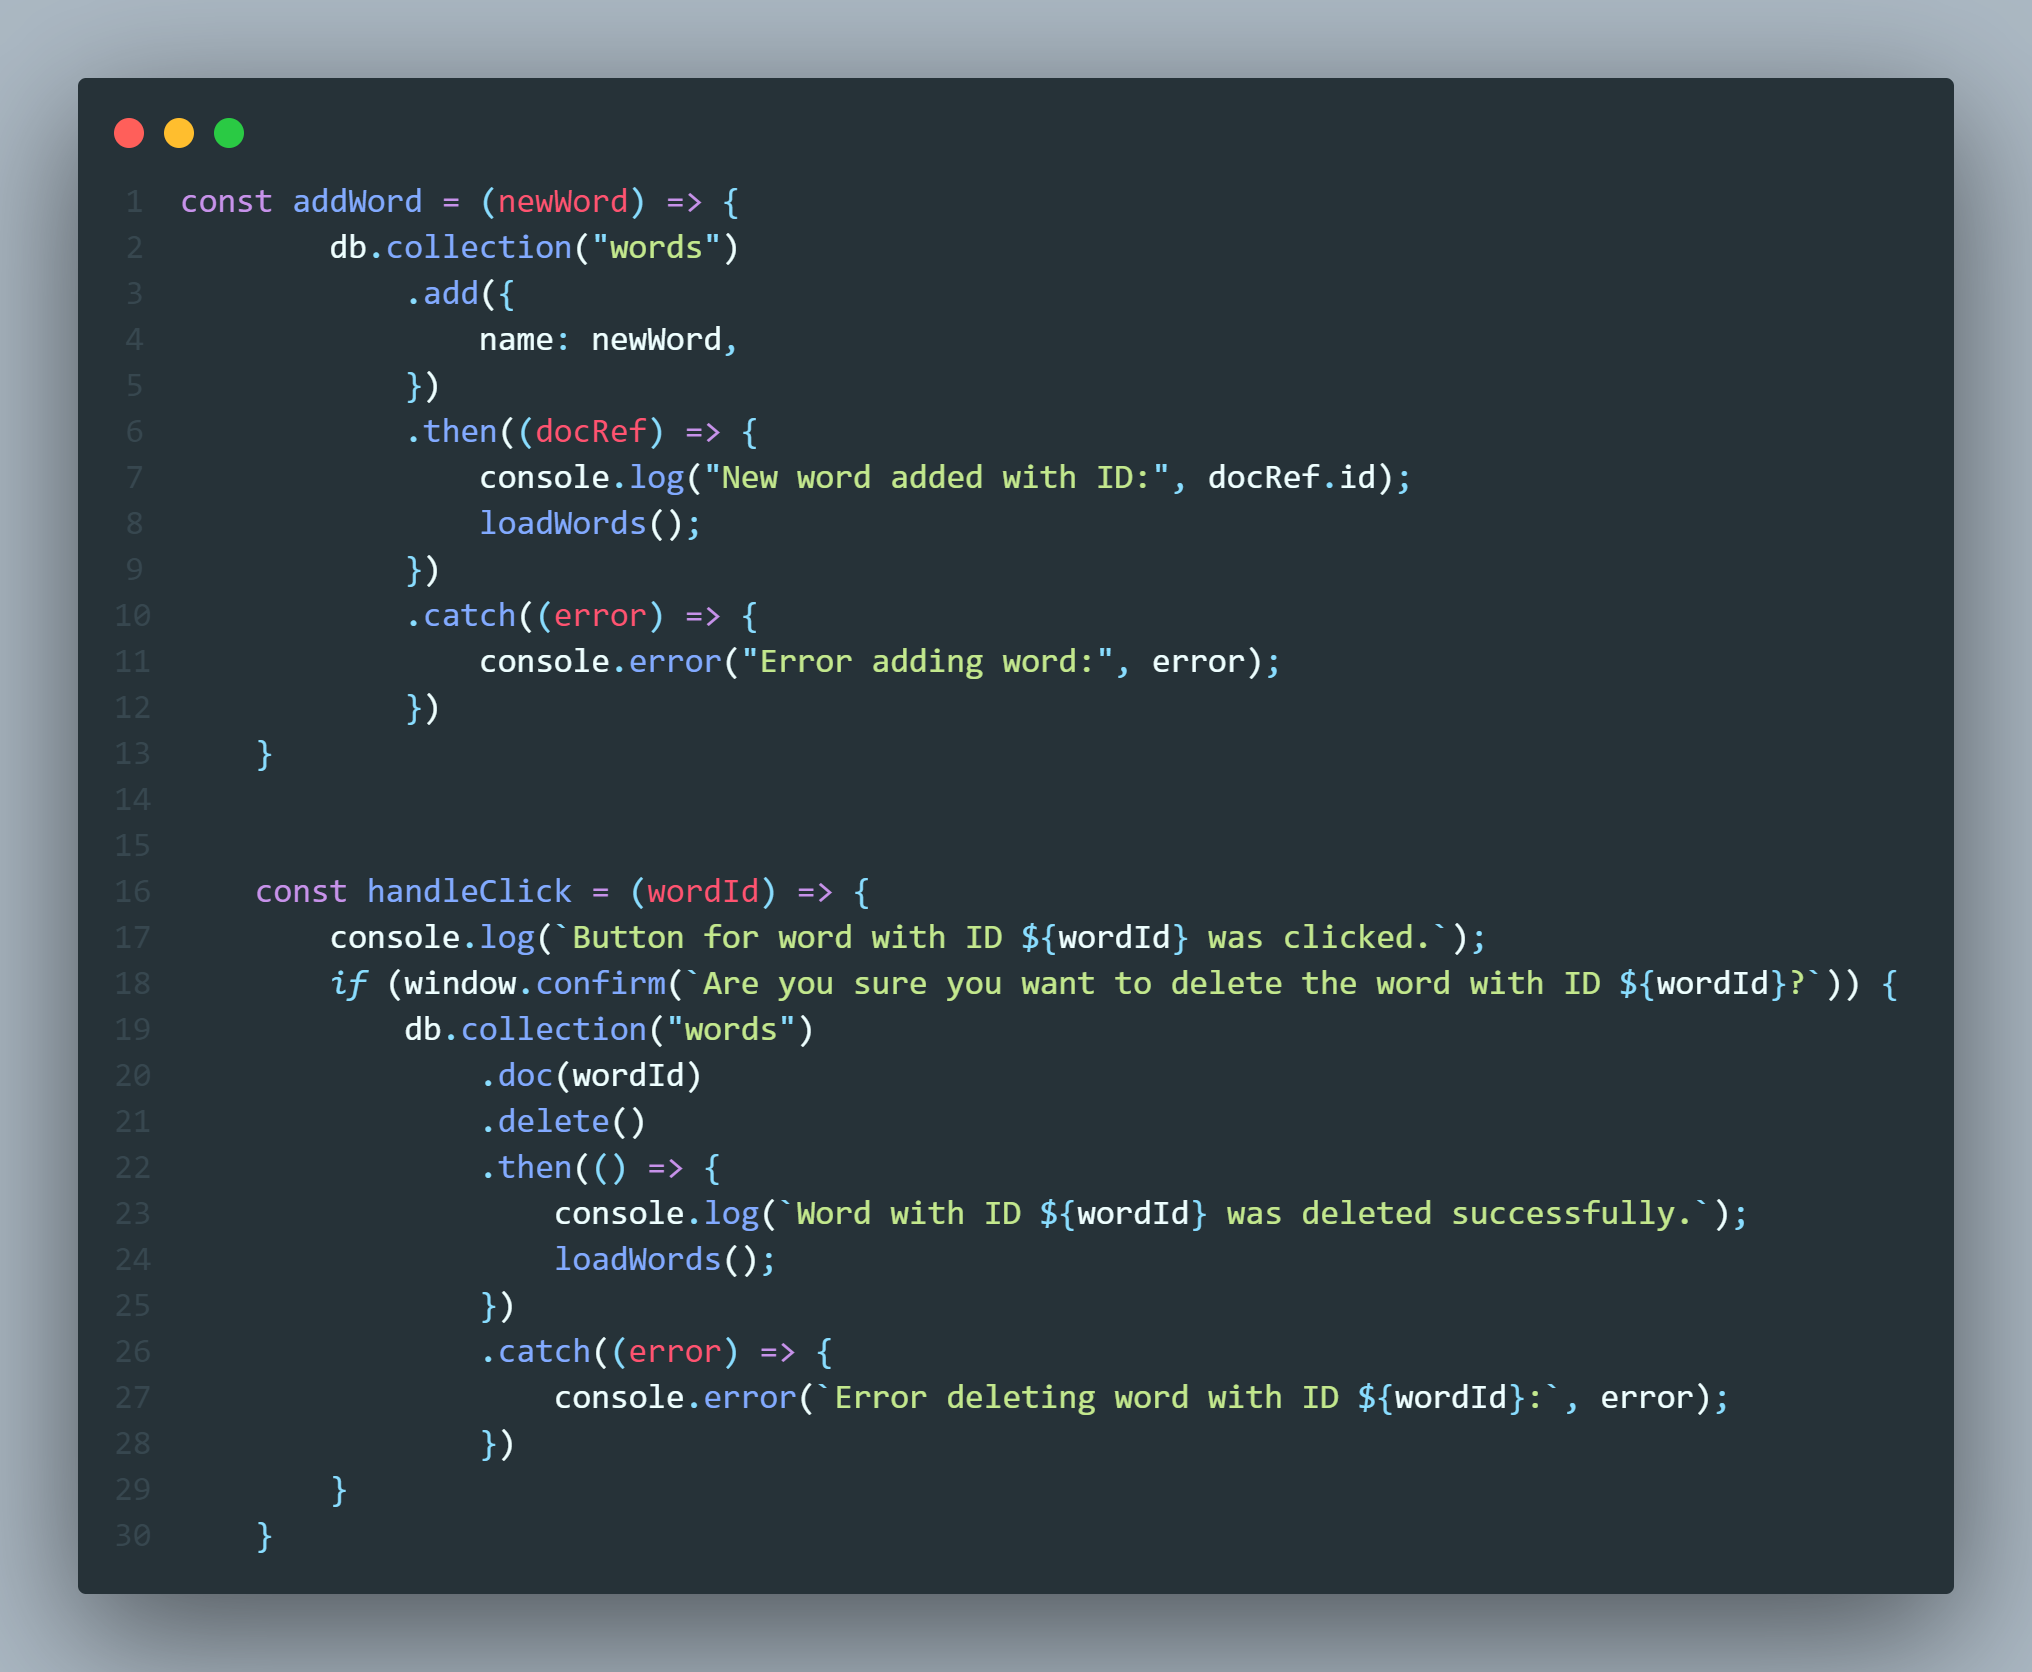 1 const addWord = (newWord) => {
2         db.collection("words")
3             .add({
4                 name: newWord,
5             })
6             .then((docRef) => {
7                 console.log("New word added with ID:", docRef.id);
8                 loadWords();
9             })
10             .catch((error) => {
11                 console.error("Error adding word:", error);
12             })
13     }
14
15
16     const handleClick = (wordId) => {
17         console.log(`Button for word with ID ${wordId} was clicked.`);
18         if (window.confirm(`Are you sure you want to delete the word with ID ${wordId}?`)) {
19             db.collection("words")
20                 .doc(wordId)
21                 .delete()
22                 .then(() => {
23                     console.log(`Word with ID ${wordId} was deleted successfully.`);
24                     loadWords();
25                 })
26                 .catch((error) => {
27                     console.error(`Error deleting word with ID ${wordId}:`, error);
28                 })
29         }
30     }